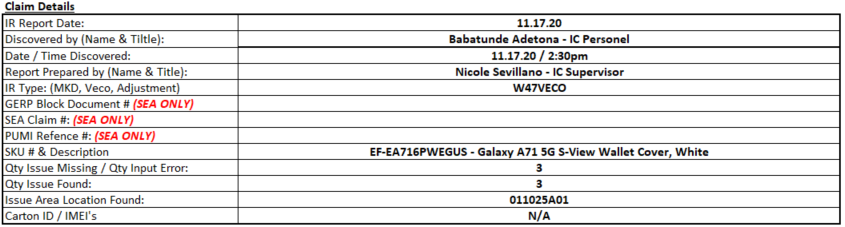 Claim Details
IR Report Date: 11.17.20
Discovered by (Name & Tiltle): Babatunde Adetona - IC Personel
Date / Time Discovered: 11.17.20 / 2:30pm
Report Prepared by (Name & Title): Nicole Sevillano - IC Supervisor
IR Type: (MKD, Veco, Adjustment) W47VECO
GERP Block Document # (SEA ONLY)
SEA Claim #: (SEA ONLY)
PUMI Refence #: (SEA ONLY)
SKU # & Description EF-EA716PWEGUS - Galaxy A71 5G S-View Wallet Cover, White
Qty Issue Missing / Qty Input Error: 3
Qty Issue Found: 3
Issue Area Location Found: 011025A01
Carton ID / IMEI's N/A